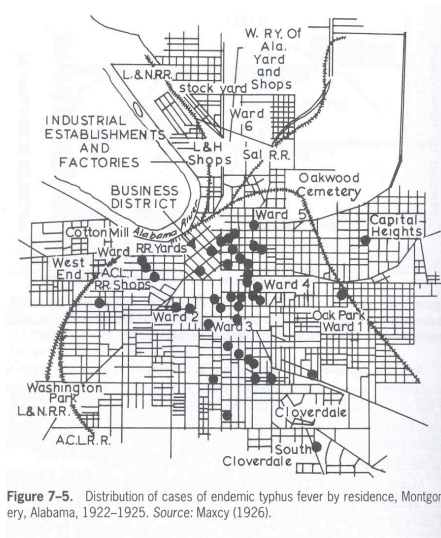 W. RY. Of
Ala.
Yard
and
Shops
L.&N.R.R.
Stock yard
Ward
6
INDUSTRIAL
ESTABLISHMENTS
AND
FACTORIES
L&H
Shops
Sal R.R.
Oakwood
Cemetery
BUSINESS
DISTRICT
Alabama River
Ward 5
Capital
Heights
Cotton Mill
RR.Yards
Ward
West
End
A.C.L.
RR Shops
Ward 4
Ward 2
Ward 3
Oak Park
Ward 1
Washington
Park
L.&N.R.R.
A.C.L.R.R.
Cloverdale
South
Cloverdale
Figure 7–5. Distribution of cases of endemic typhus fever by residence, Montgom
ery, Alabama, 1922–1925. Source: Maxcy (1926).